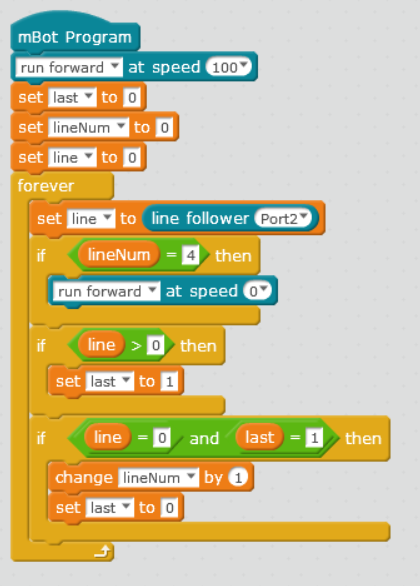 mBot Program
run forward at speed 100
set last to 0
set lineNum to 0
set line to 0
forever
set line to line follower Port2
if lineNum = 4 then
run forward at speed 0
if line > 0 then
set last to 1
if line = 0 and last = 1 then
change lineNum by 1
set last to 0